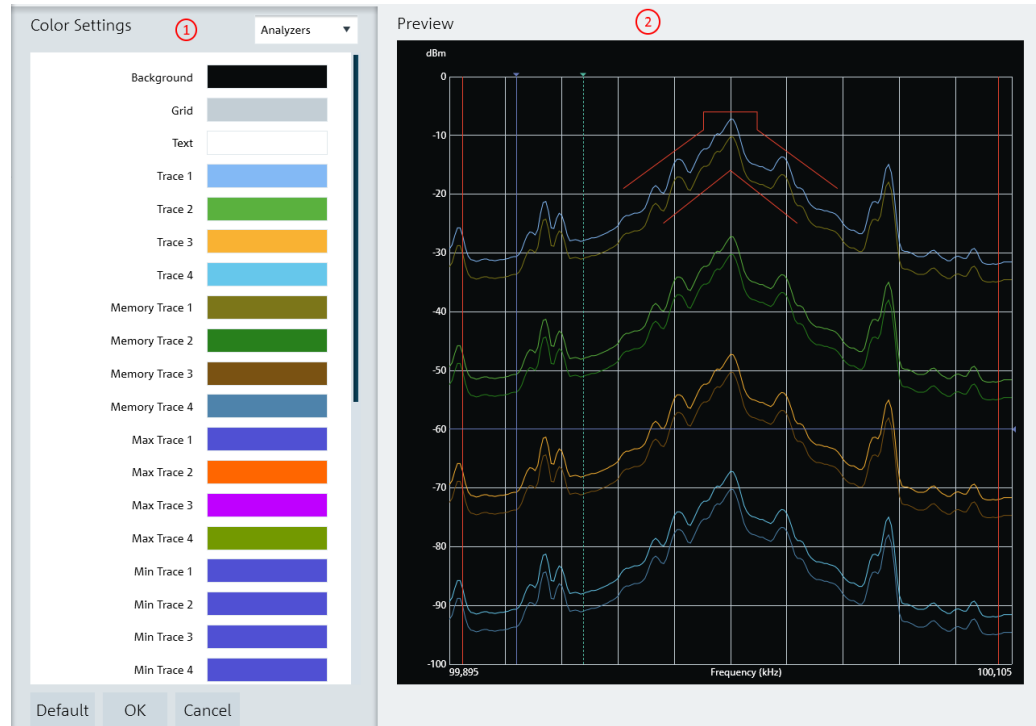 Color Settings
1
Analyzers
Background
Grid
Text
Trace 1
Trace 2
Trace 3
Trace 4
Memory Trace 1
Memory Trace 2
Memory Trace 3
Memory Trace 4
Max Trace 1
Max Trace 2
Max Trace 3
Max Trace 4
Min Trace 1
Min Trace 2
Min Trace 3
Min Trace 4
Default OK Cancel
Preview
2
dBm
0
-10
-20
-30
-40
-50
-60
-70
-80
-90
-100
99,895 Frequency (kHz) 100,105